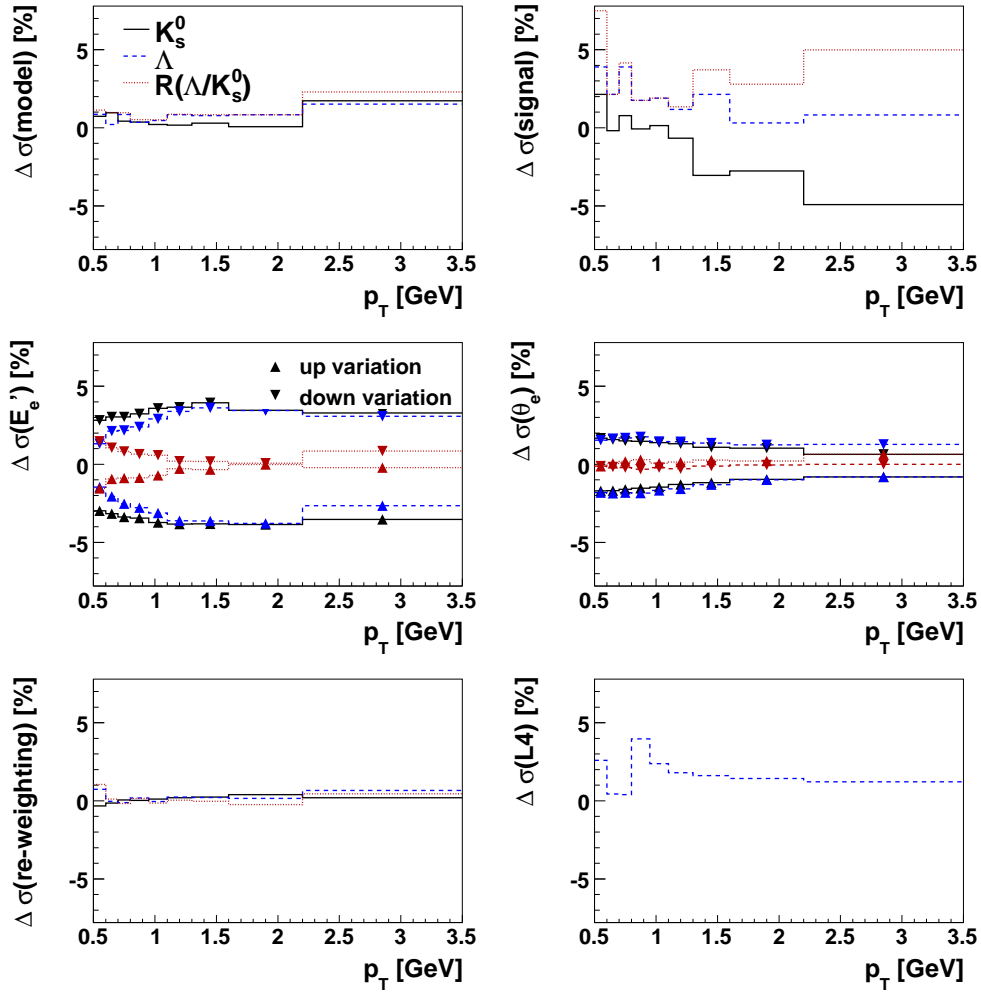 Δ σ(model) [%]
K_s^0
Λ
R(Λ/K_s^0)
5
0
-5
0.5 1 1.5 2 2.5 3 3.5
p_T [GeV]
Δ σ(signal) [%]
5
0
-5
0.5 1 1.5 2 2.5 3 3.5
p_T [GeV]
Δ σ(E_e’) [%]
up variation
down variation
5
0
-5
0.5 1 1.5 2 2.5 3 3.5
p_T [GeV]
Δ σ(θ_e) [%]
5
0
-5
0.5 1 1.5 2 2.5 3 3.5
p_T [GeV]
Δ σ(re-weighting) [%]
5
0
-5
0.5 1 1.5 2 2.5 3 3.5
p_T [GeV]
Δ σ(L4) [%]
5
0
-5
0.5 1 1.5 2 2.5 3 3.5
p_T [GeV]